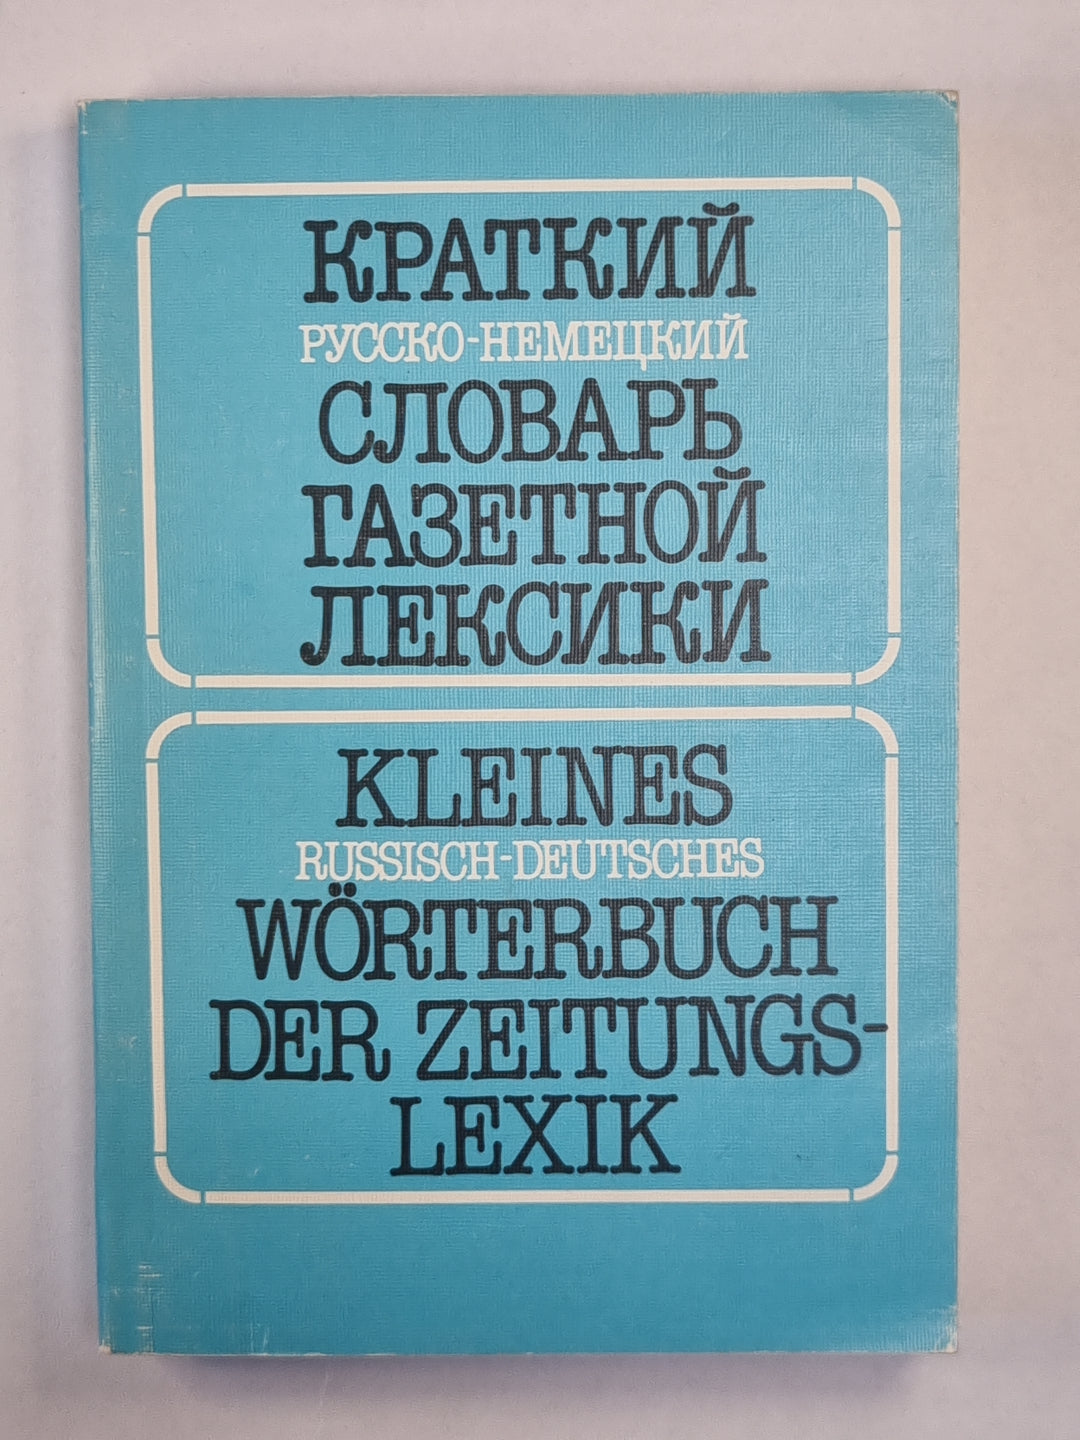 КРАТКИЙ
РУССКО-НЕМЕЦКИЙ
СЛОВАРЬ
ГАЗЕТНОЙ
ЛЕКСИКИ
KLEINES
RUSSISCH-DEUTSCHES
WÖRTERBUCH
DER ZEITUNGS-
LEXIK